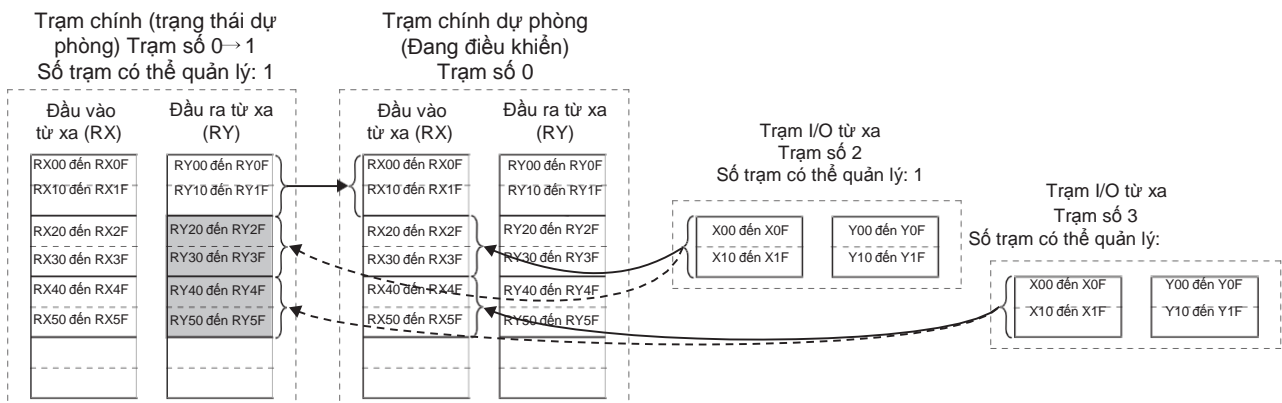 Trạm chính (trạng thái dự
phòng) Trạm số 0→1
Số trạm có thể quản lý: 1
Đầu vào
từ xa (RX)
Đầu ra từ xa
(RY)
RX00 đến RX0F
RX10 đến RX1F
RX20 đến RX2F
RX30 đến RX3F
RX40 đến RX4F
RX50 đến RX5F
RY00 đến RY0F
RY10 đến RY1F
RY20 đến RY2F
RY30 đến RY3F
RY40 đến RY4F
RY50 đến RY5F
Trạm chính dự phòng
(Đang điều khiển)
Trạm số 0
Đầu vào
từ xa (RX)
Đầu ra từ xa
(RY)
RX00 đến RX0F
RX10 đến RX1F
RX20 đến RX2F
RX30 đến RX3F
RX40 đến RX4F
RX50 đến RX5F
RY00 đến RY0F
RY10 đến RY1F
RY20 đến RY2F
RY30 đến RY3F
RY40 đến RY4F
RY50 đến RY5F
Trạm I/O từ xa
Trạm số 2
Số trạm có thể quản lý: 1
X00 đến X0F
X10 đến X1F
Y00 đến Y0F
Y10 đến Y1F
Trạm I/O từ xa
Trạm số 3
Số trạm có thể quản lý:
X00 đến X0F
X10 đến X1F
Y00 đến Y0F
Y10 đến Y1F